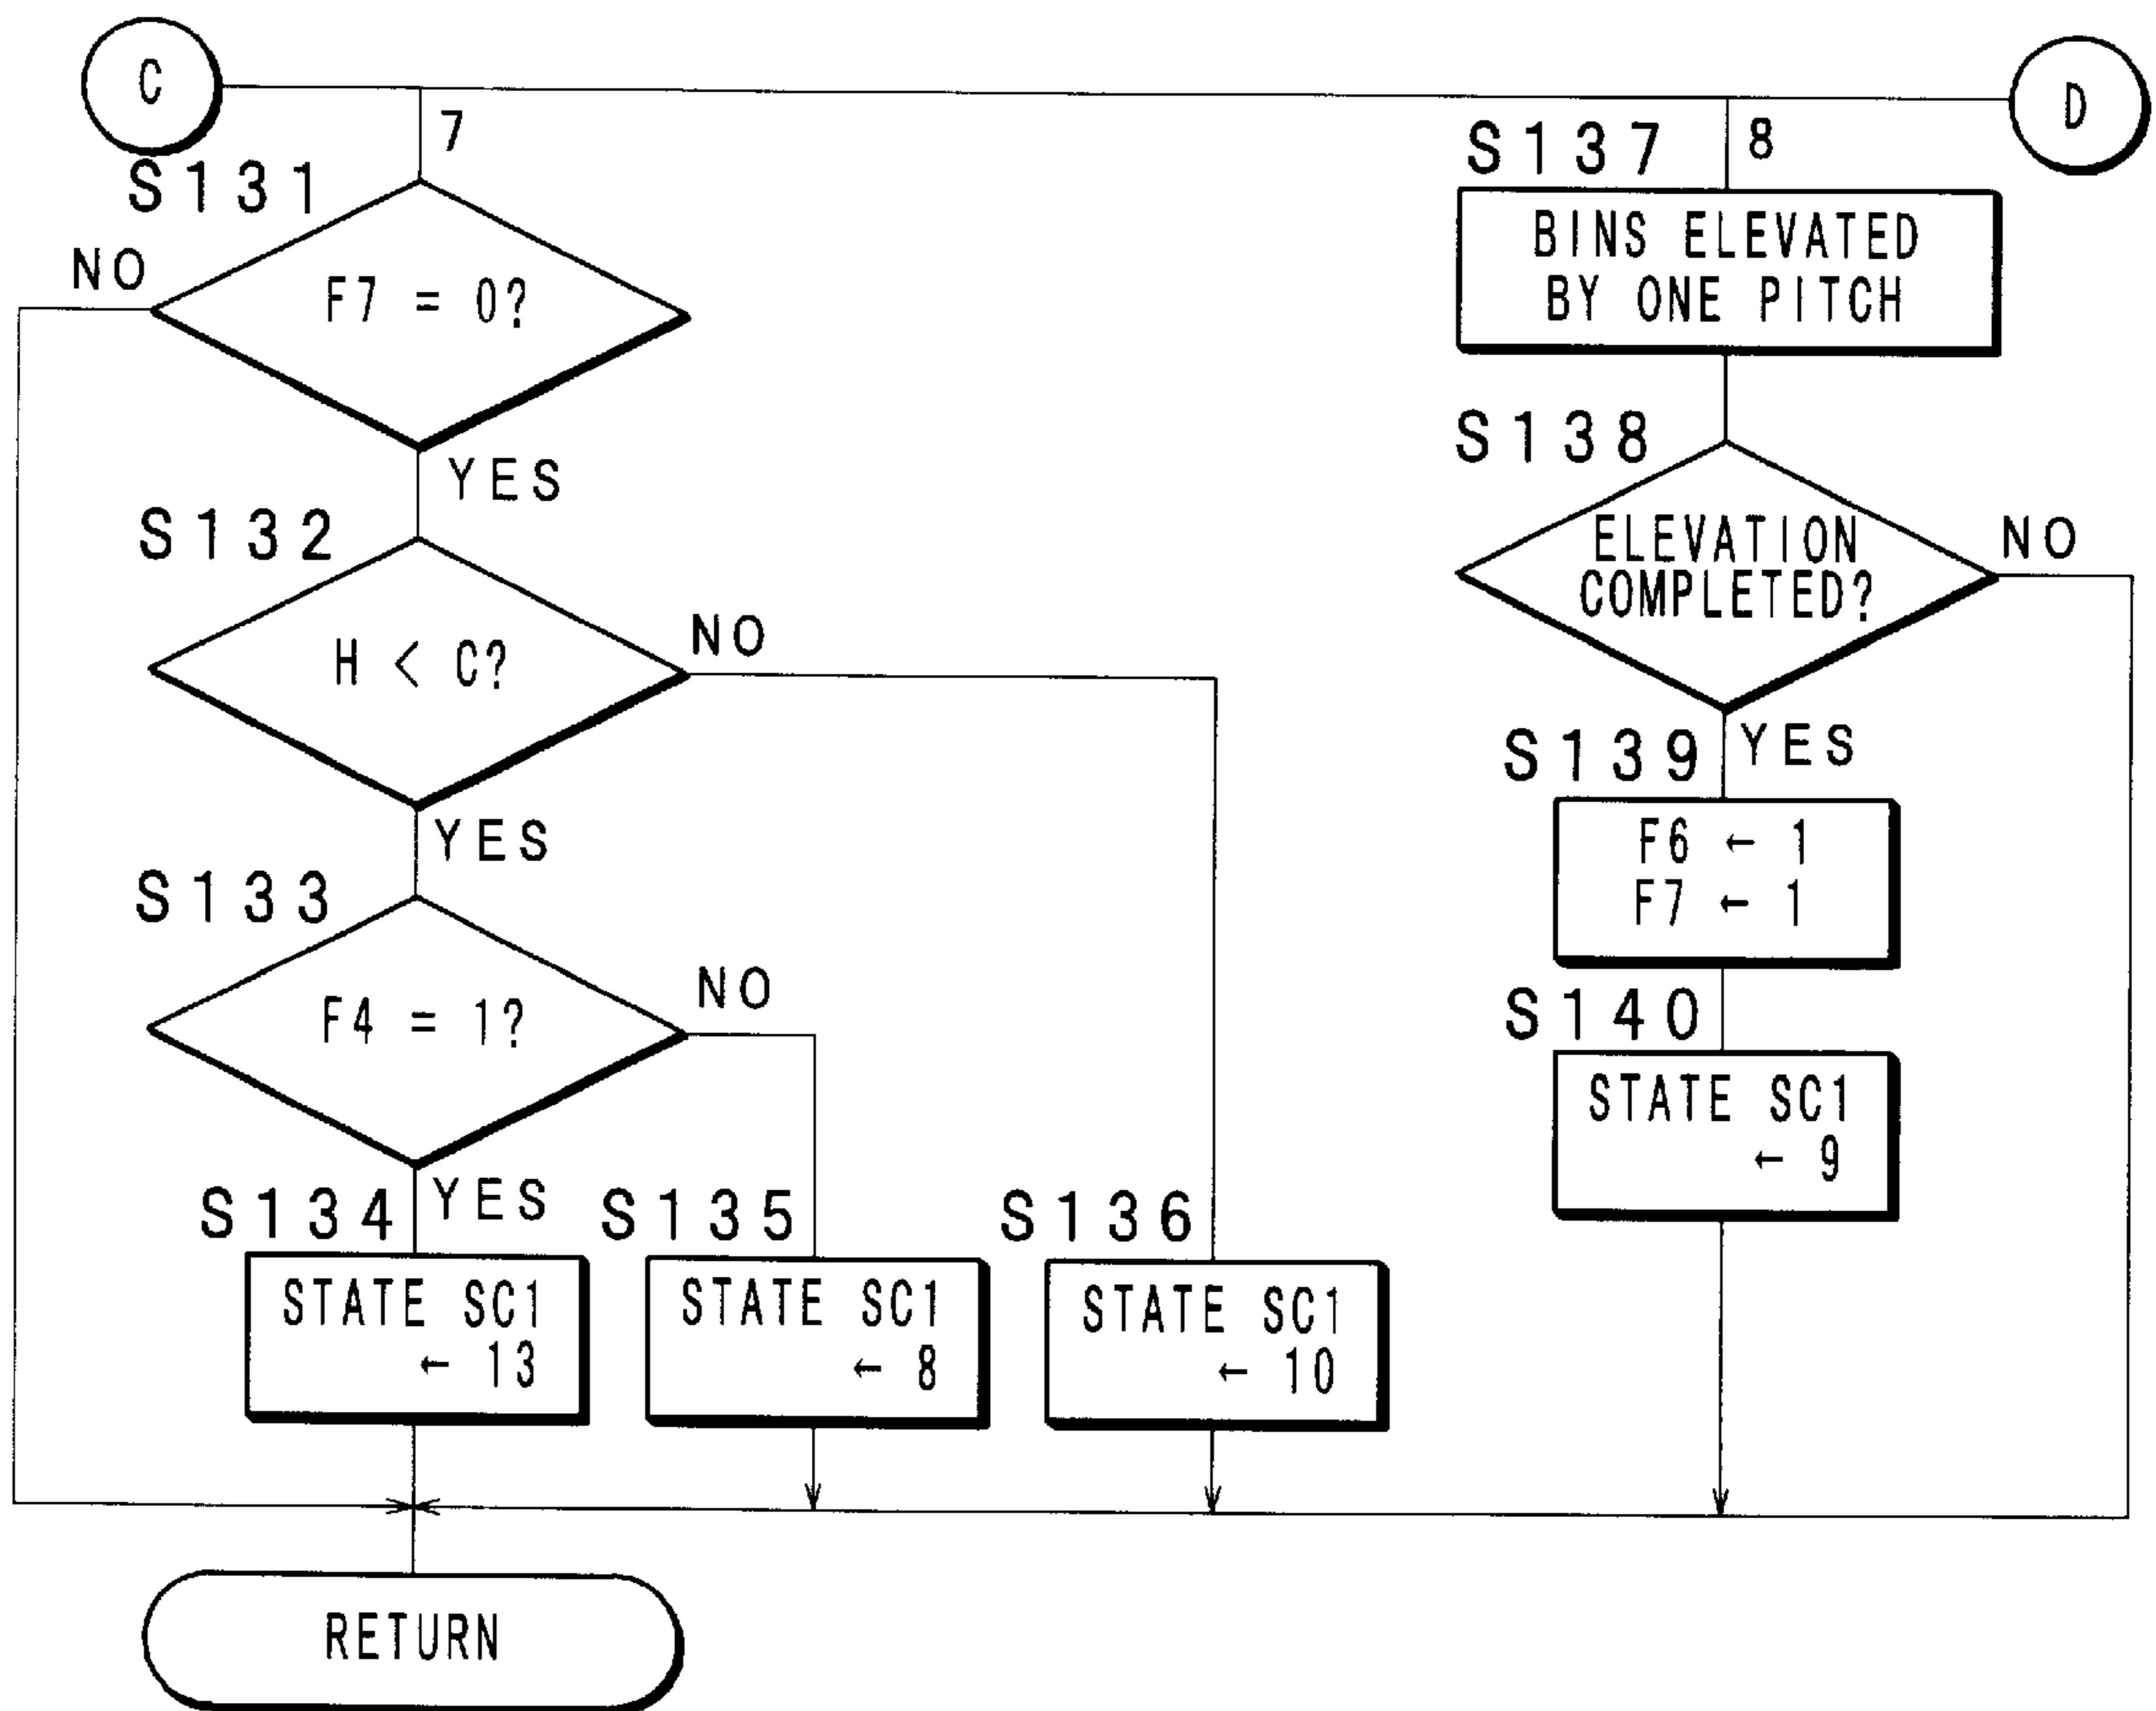 C
7
D
S131
NO
F7 = 0?
YES
S132
H < C?
NO
YES
S133
F4 = 1?
NO
YES
S134
STATE SC1
← 13
S135
STATE SC1
← 8
S136
STATE SC1
← 10
S137
8
BINS ELEVATED
BY ONE PITCH
S138
ELEVATION
COMPLETED?
NO
YES
S139
F6 ← 1
F7 ← 1
S140
STATE SC1
← 9
RETURN